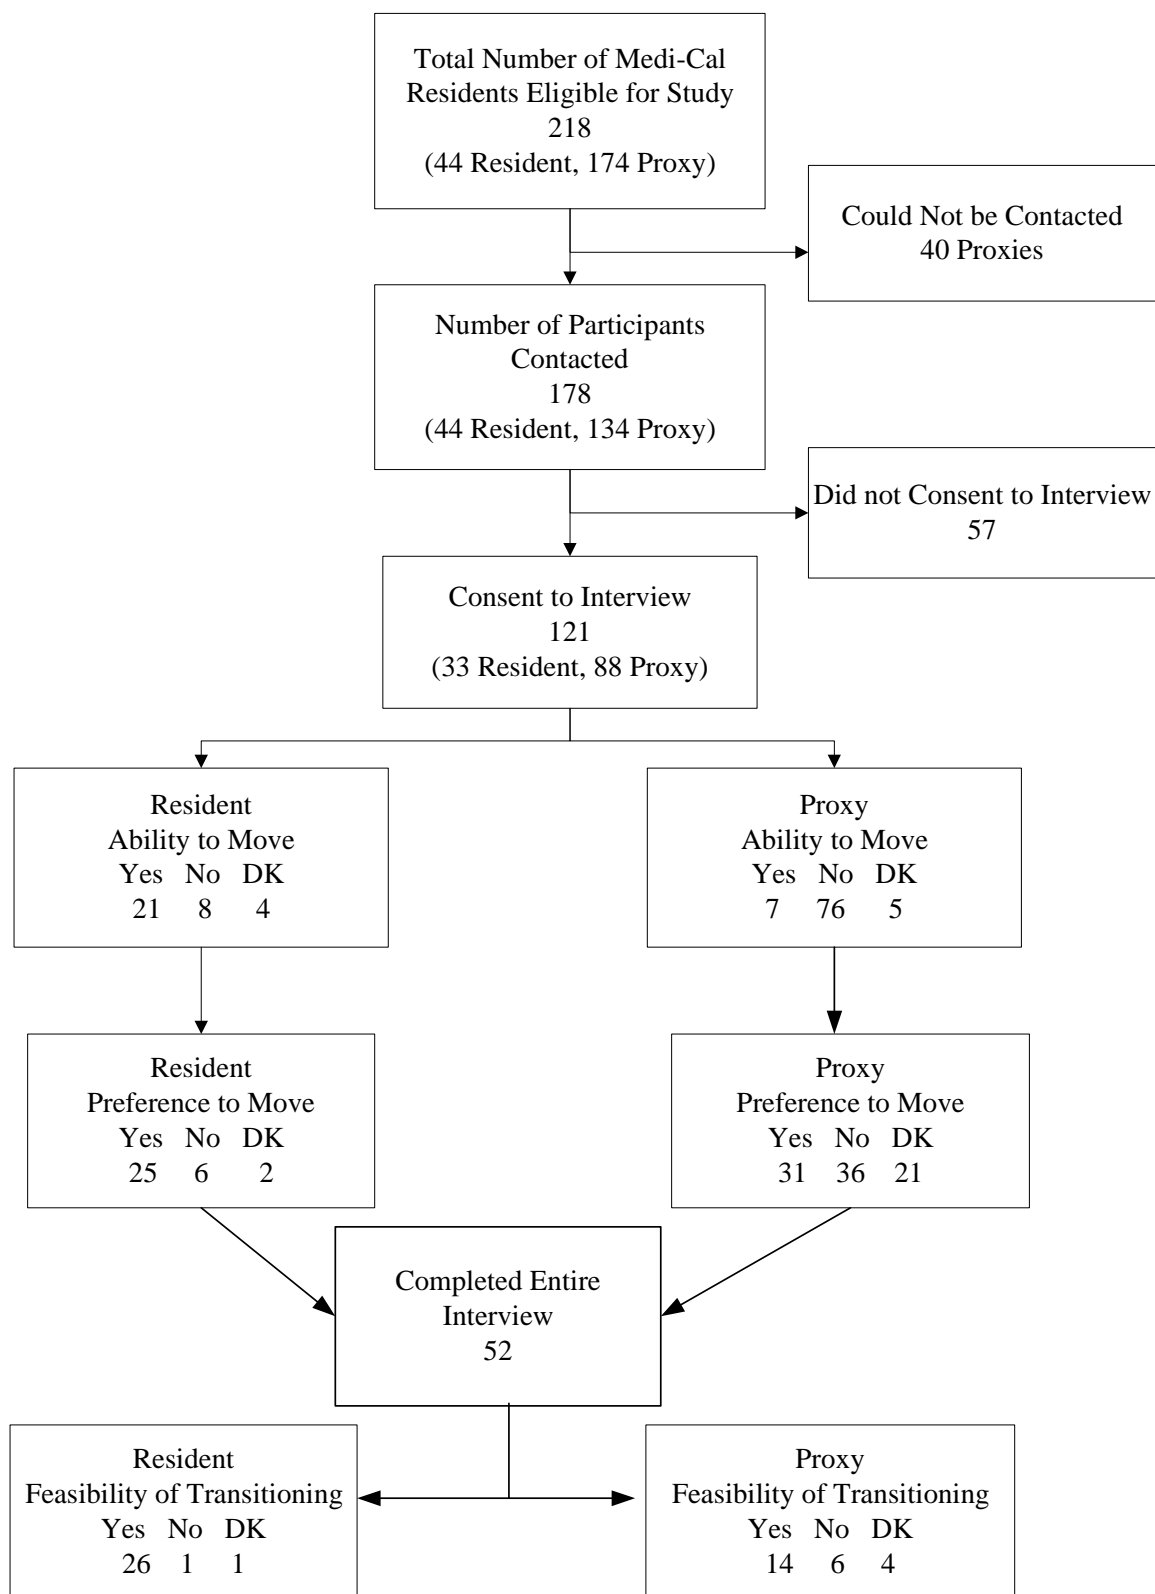 Total Number of Medi-Cal
Residents Eligible for Study
218
(44 Resident, 174 Proxy)
Could Not be Contacted
40 Proxies
Number of Participants
Contacted
178
(44 Resident, 134 Proxy)
Did not Consent to Interview
57
Consent to Interview
121
(33 Resident, 88 Proxy)
Resident
Ability to Move
Yes No DK
21 8 4
Proxy
Ability to Move
Yes No DK
7 76 5
Resident
Preference to Move
Yes No DK
25 6 2
Proxy
Preference to Move
Yes No DK
31 36 21
Completed Entire
Interview
52
Resident
Feasibility of Transitioning
Yes No DK
26 1 1
Proxy
Feasibility of Transitioning
Yes No DK
14 6 4